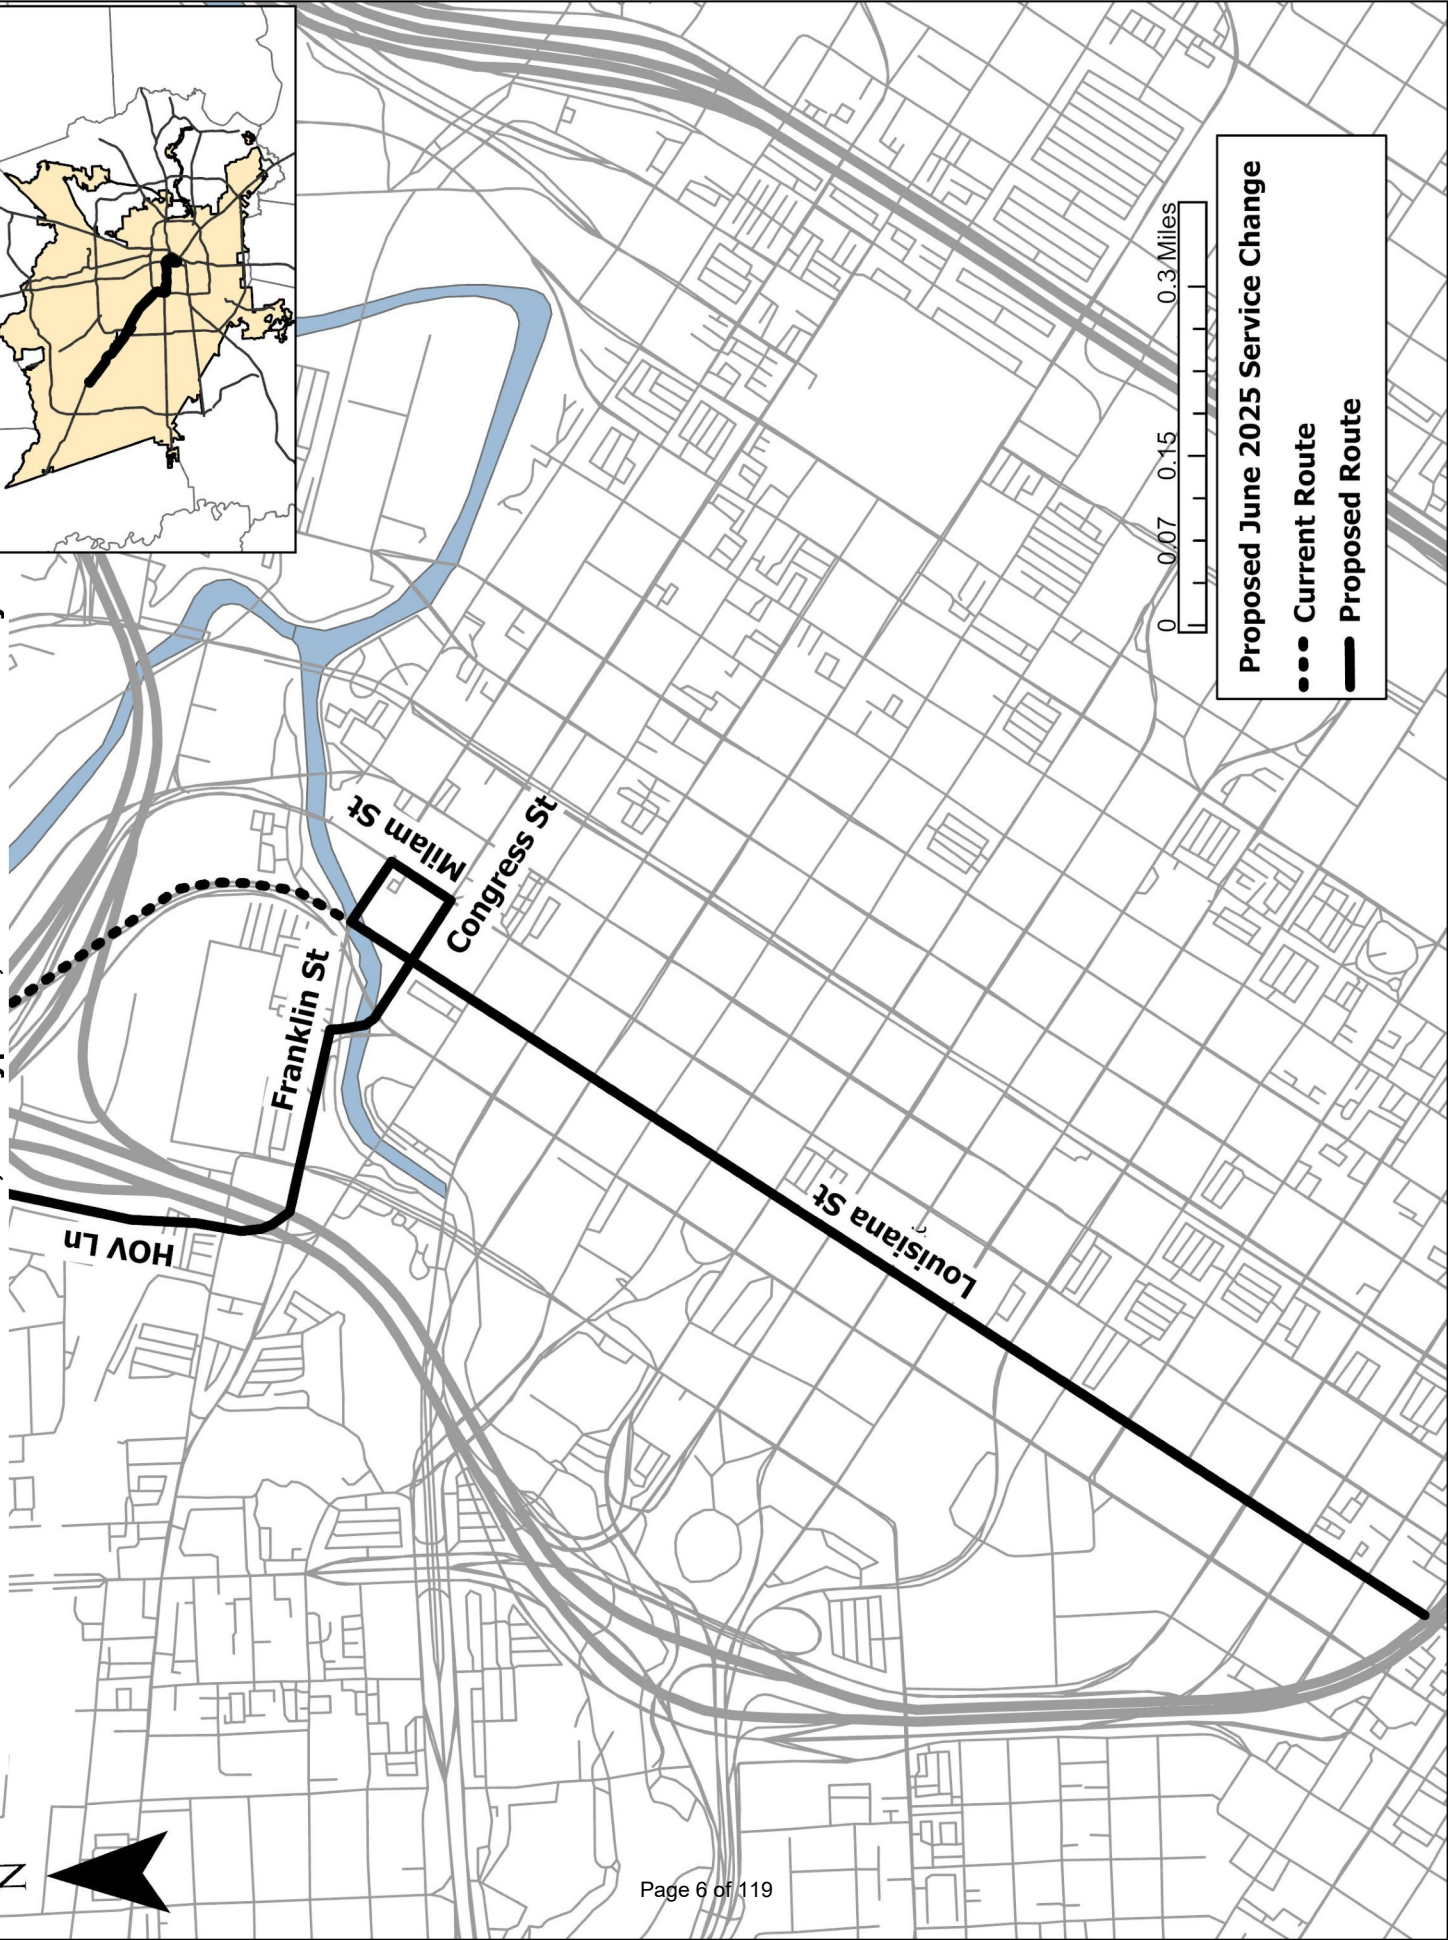 N
HOV Ln
Franklin St
Milam St
Congress St
Louisiana St
0 0.07 0.15 0.3 Miles
Proposed June 2025 Service Change
Current Route
Proposed Route
Page 6 of 119